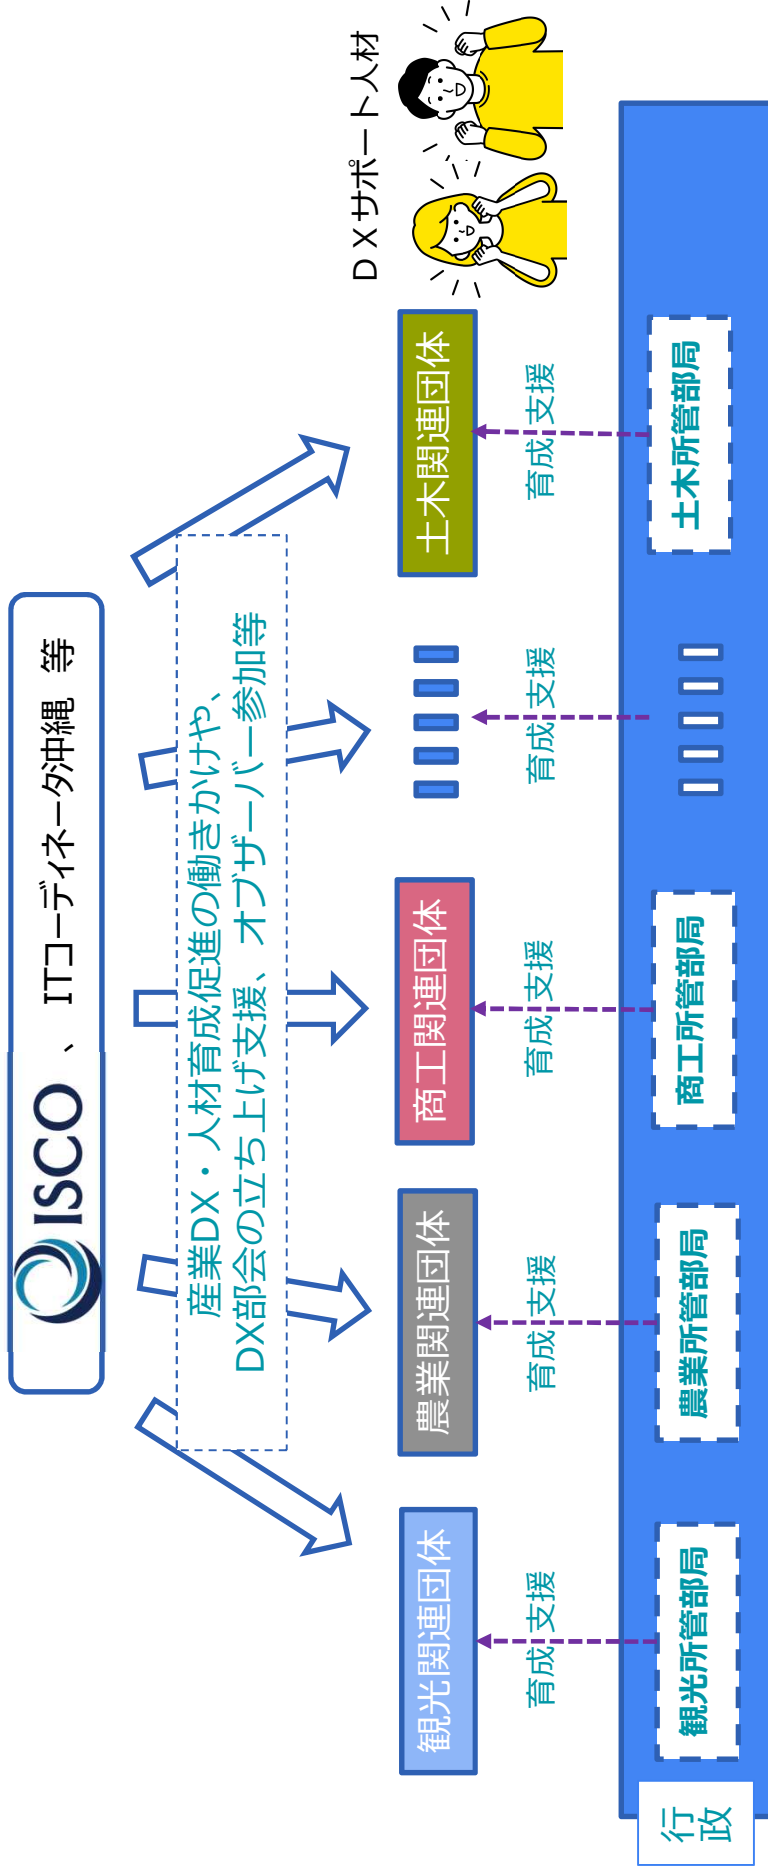 ISCO 、ITコーディネータ沖縄 等
産業DX・人材育成促進の働きかけや、
DX部会の立ち上げ支援、オブザーバー参加等
DXサポート人材
観光関連団体
農業関連団体
商工関連団体
土木関連団体
育成 支援
育成 支援
育成 支援
育成 支援
育成 支援
観光所管部局
農業所管部局
商工所管部局
土木所管部局
行政